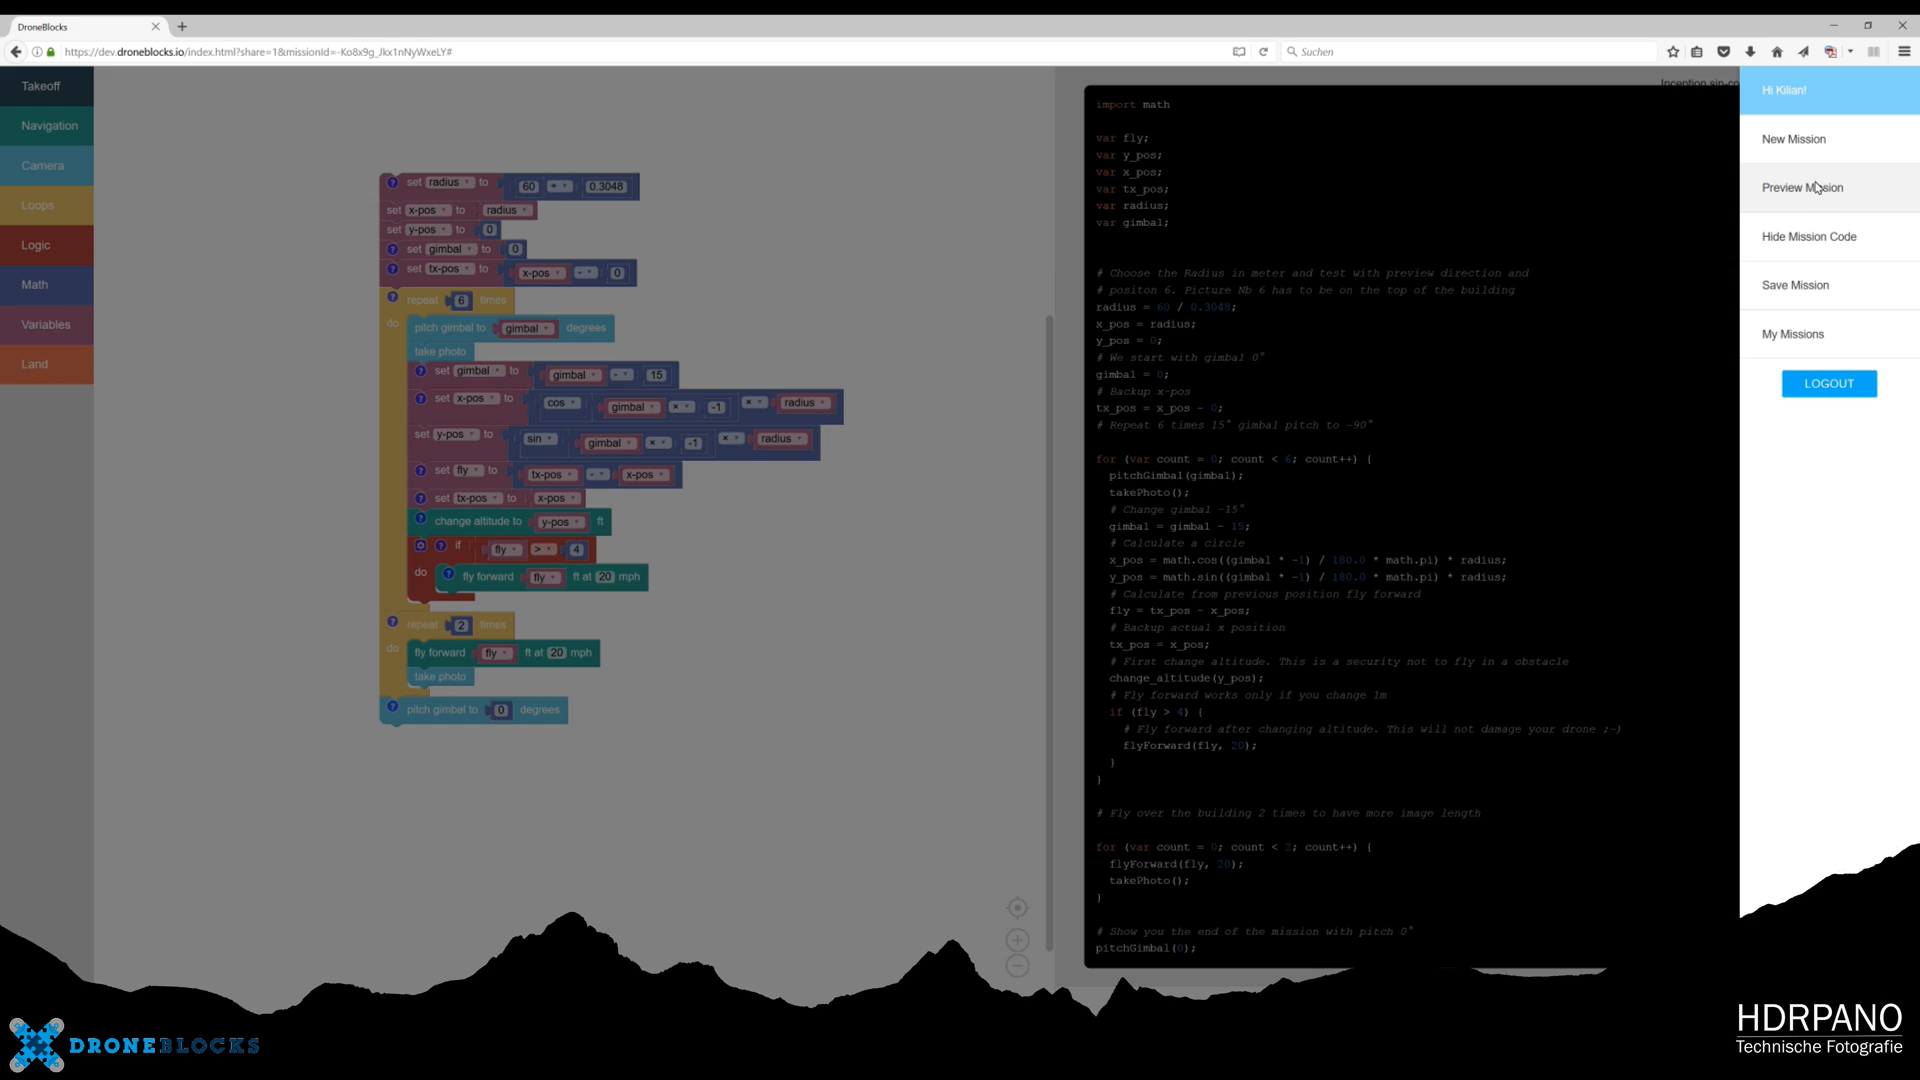 DroneBlocks
https://dev.droneblocks.io/index.html?share=1&missionId=-Ko8x9g_Jkx1nNyWxeLY#
Suchen
Takeoff
Navigation
Camera
Loops
Logic
Math
Variables
Land
set radius to 60 ÷ 0.3048
set x-pos to radius
set y-pos to 0
set gimbal to 0
set tx-pos to x-pos - 0
repeat 6 times
do
pitch gimbal to gimbal degrees
take photo
set gimbal to gimbal - 15
set x-pos to cos gimbal × -1 × radius
set y-pos to sin gimbal × -1 × radius
set fly to tx-pos - x-pos
set tx-pos to x-pos
change altitude to y-pos ft
if fly > 4
do fly forward fly ft at 20 mph
repeat 2 times
do fly forward fly ft at 20 mph
take photo
pitch gimbal to 0 degrees
Inception sin-co
import math
var fly;
var y_pos;
var x_pos;
var tx_pos;
var radius;
var gimbal;
# Choose the Radius in meter and test with preview direction and
# positon 6. Picture Nb 6 has to be on the top of the building
radius = 60 / 0.3048;
x_pos = radius;
y_pos = 0;
# We start with gimbal 0°
gimbal = 0;
# Backup x-pos
tx_pos = x_pos - 0;
# Repeat 6 times 15° gimbal pitch to -90°
for (var count = 0; count < 6; count++) {
pitchGimbal(gimbal);
takePhoto();
# Change gimbal -15°
gimbal = gimbal - 15;
# Calculate a circle
x_pos = math.cos((gimbal * -1) / 180.0 * math.pi) * radius;
y_pos = math.sin((gimbal * -1) / 180.0 * math.pi) * radius;
# Calculate from previous position fly forward
fly = tx_pos - x_pos;
# Backup actual x position
tx_pos = x_pos;
# First change altitude. This is a security not to fly in a obstacle
change_altitude(y_pos);
# Fly forward works only if you change 1m
if (fly > 4) {
# Fly forward after changing altitude. This will not damage your drone ;-)
flyForward(fly, 20);
}
}
# Fly over the building 2 times to have more image length
for (var count = 0; count < 2; count++) {
flyForward(fly, 20);
takePhoto();
}
# Show you the end of the mission with pitch 0°
pitchGimbal(0);
Hi Kilian!
New Mission
Preview Mission
Hide Mission Code
Save Mission
My Missions
LOGOUT
DRONEBLOCKS
HDRPANO
Technische Fotografie